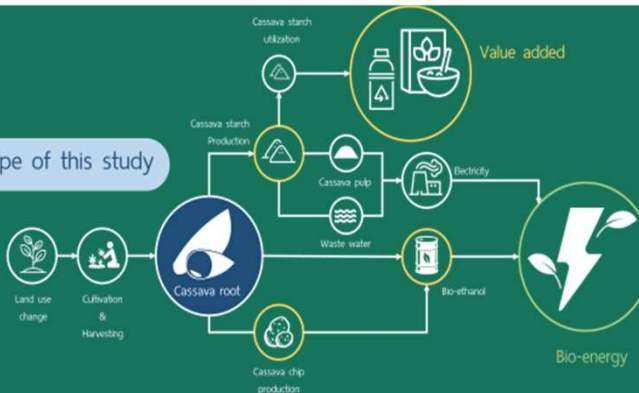 Cassava starch
utilization
Value added
Cassava starch
Production
pe of this study
Cassava pulp
Electricity
Waste water
Cassava root
Land use
change
Cultivation
&
Harvesting
Bio-ethanol
Cassava chip
production
Bio-energy